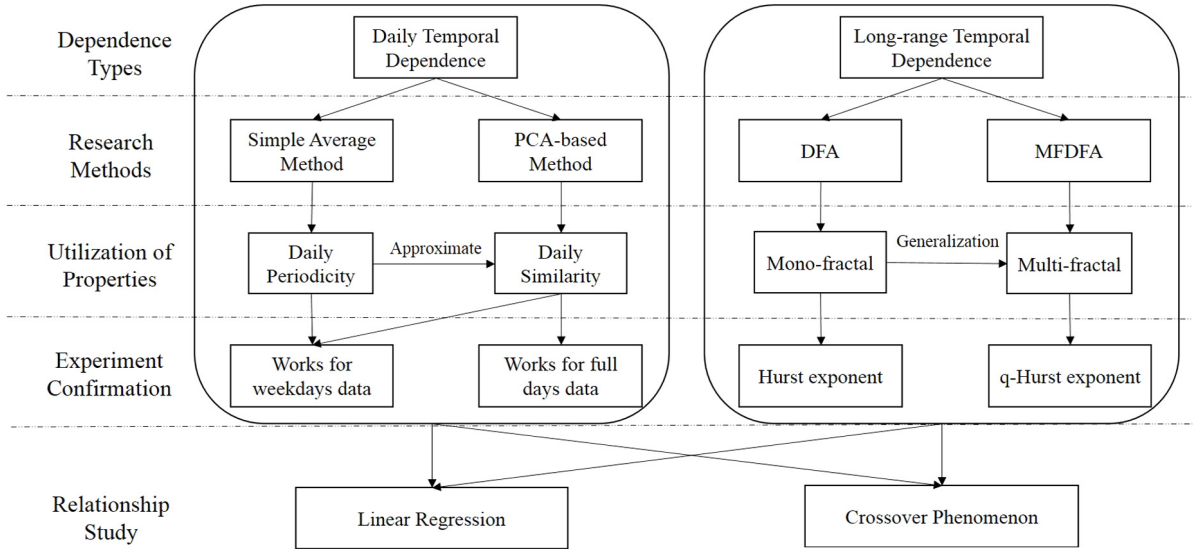 Dependence
Types
Daily Temporal
Dependence
Long-range Temporal
Dependence
Research
Methods
Simple Average
Method
PCA-based
Method
DFA
MFDFA
Utilization of
Properties
Daily
Periodicity
Approximate
Daily
Similarity
Mono-fractal
Generalization
Multi-fractal
Experiment
Confirmation
Works for
weekdays data
Works for full
days data
Hurst exponent
q-Hurst exponent
Relationship
Study
Linear Regression
Crossover Phenomenon